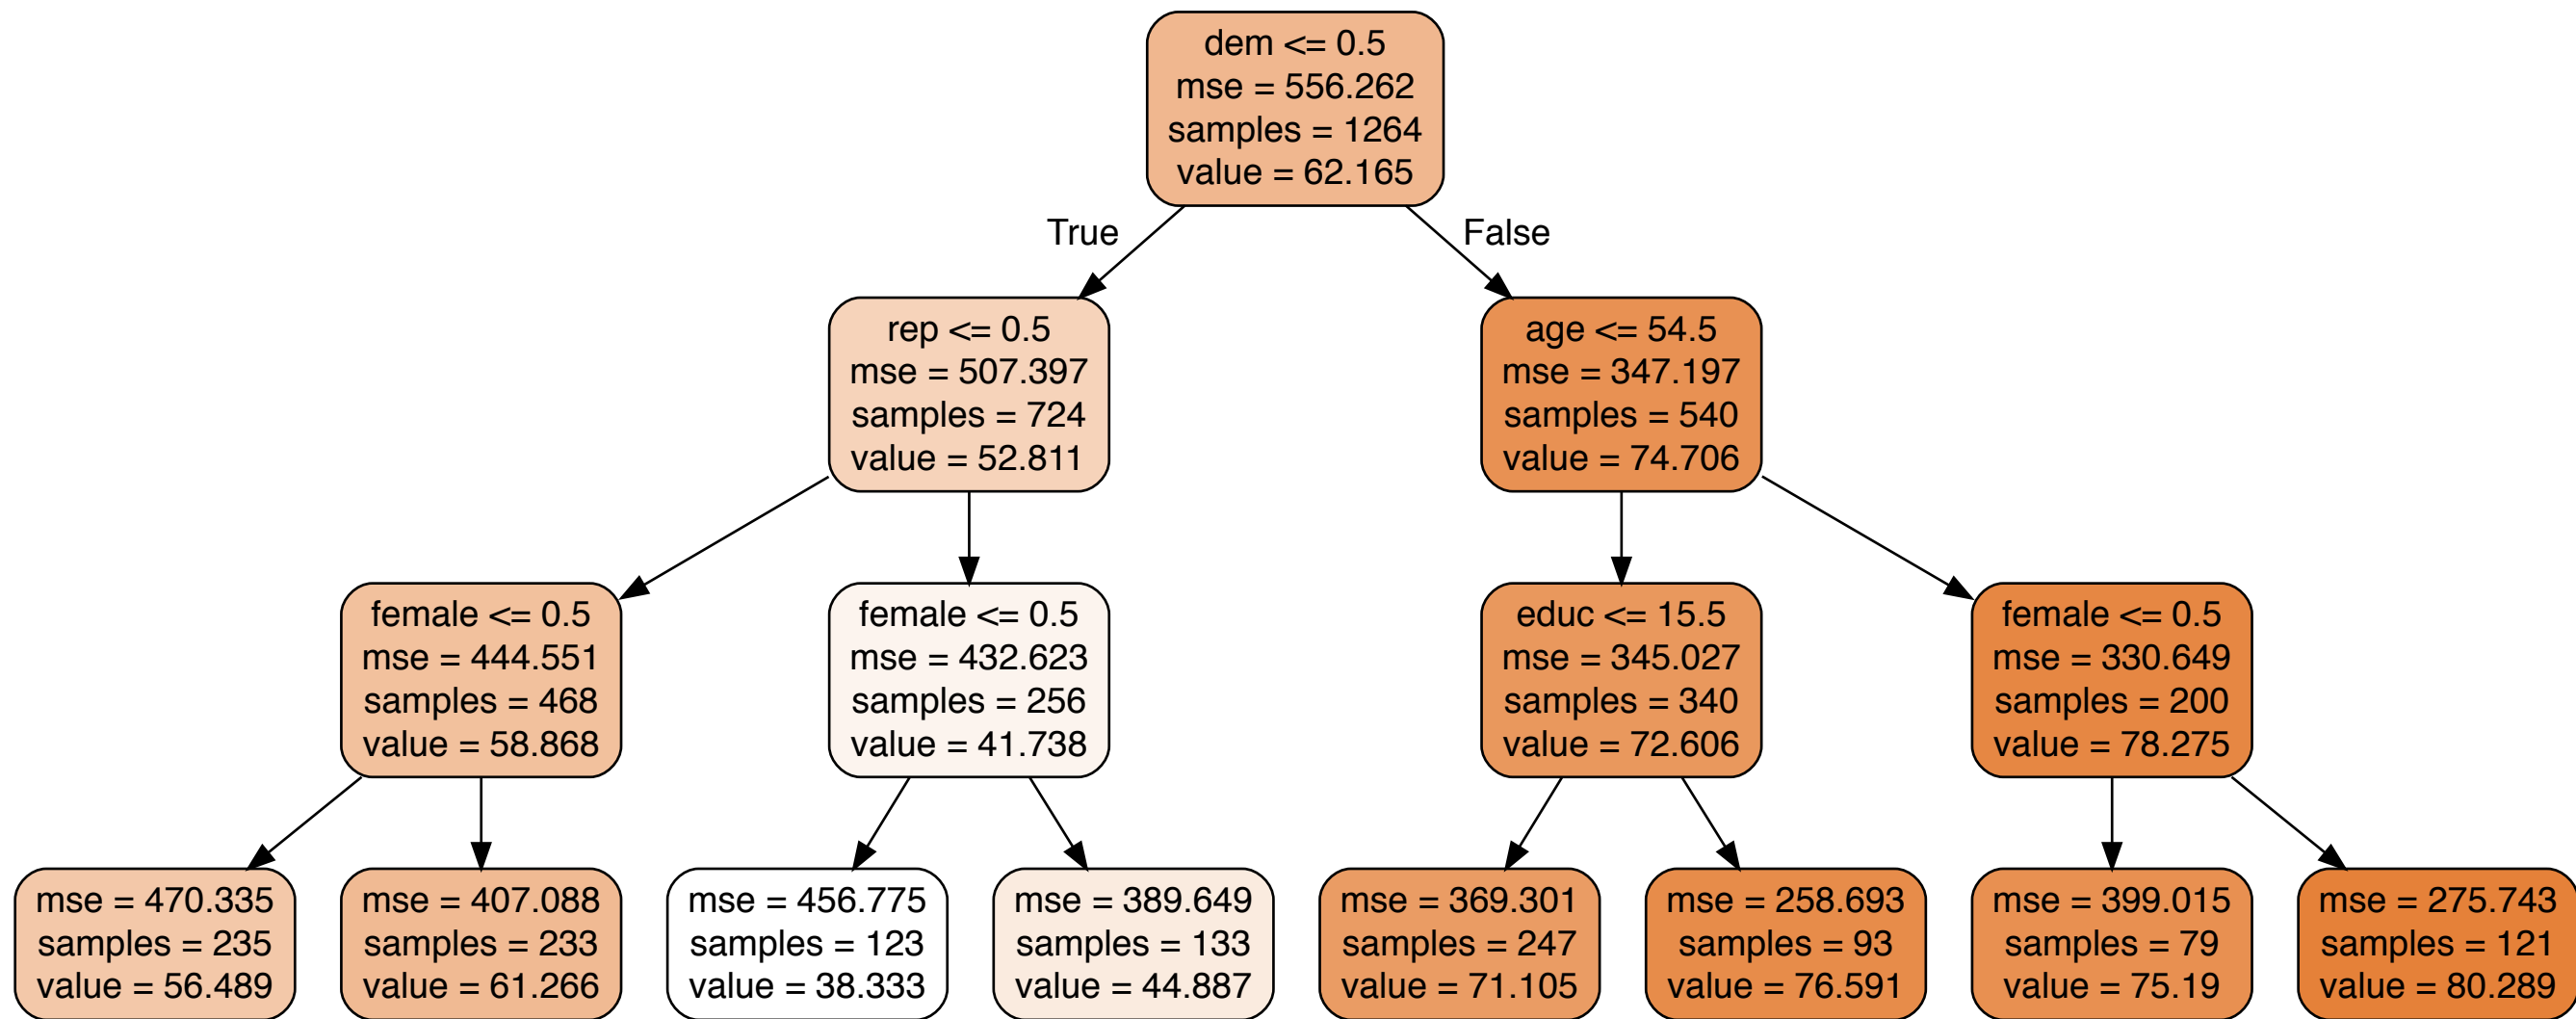 dem <= 0.5
mse = 556.262
samples = 1264
value = 62.165
True
False
rep <= 0.5
mse = 507.397
samples = 724
value = 52.811
age <= 54.5
mse = 347.197
samples = 540
value = 74.706
female <= 0.5
mse = 444.551
samples = 468
value = 58.868
female <= 0.5
mse = 432.623
samples = 256
value = 41.738
educ <= 15.5
mse = 345.027
samples = 340
value = 72.606
female <= 0.5
mse = 330.649
samples = 200
value = 78.275
mse = 470.335
samples = 235
value = 56.489
mse = 407.088
samples = 233
value = 61.266
mse = 456.775
samples = 123
value = 38.333
mse = 389.649
samples = 133
value = 44.887
mse = 369.301
samples = 247
value = 71.105
mse = 258.693
samples = 93
value = 76.591
mse = 399.015
samples = 79
value = 75.19
mse = 275.743
samples = 121
value = 80.289